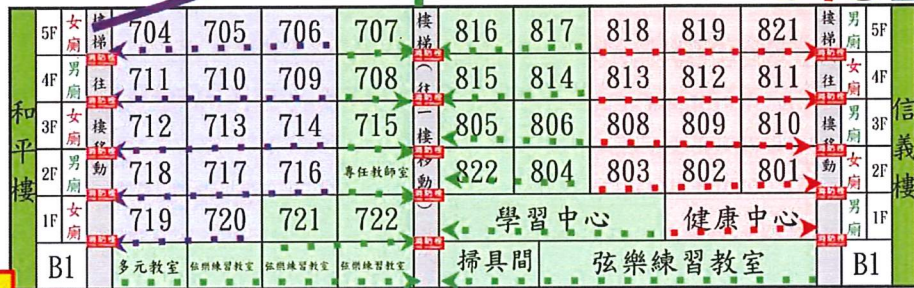 和平樓
信義樓
5F 女廁 樓梯 704 705 706 707 樓梯 816 817 818 819 821 樓梯 男廁 5F
4F 男廁 往 711 710 709 708 （往 815 814 813 812 811 往 女廁 4F
3F 女廁 樓移 712 713 714 715 一樓 805 806 808 809 810 樓移 男廁 3F
2F 男廁 動 718 717 716 專任教師室 移動 822 804 803 802 801 動 女廁 2F
1F 女廁 719 720 721 722 ） 學習中心 健康中心 男廁 1F
B1 多元教室 弦樂練習教室 弦樂練習教室 弦樂練習教室 掃具間 弦樂練習教室 B1